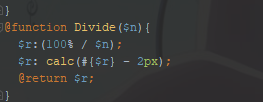 }
@function Divide($n){
$r:(100% / $n);
$r: calc(#{$r} - 2px);
@return $r;
}